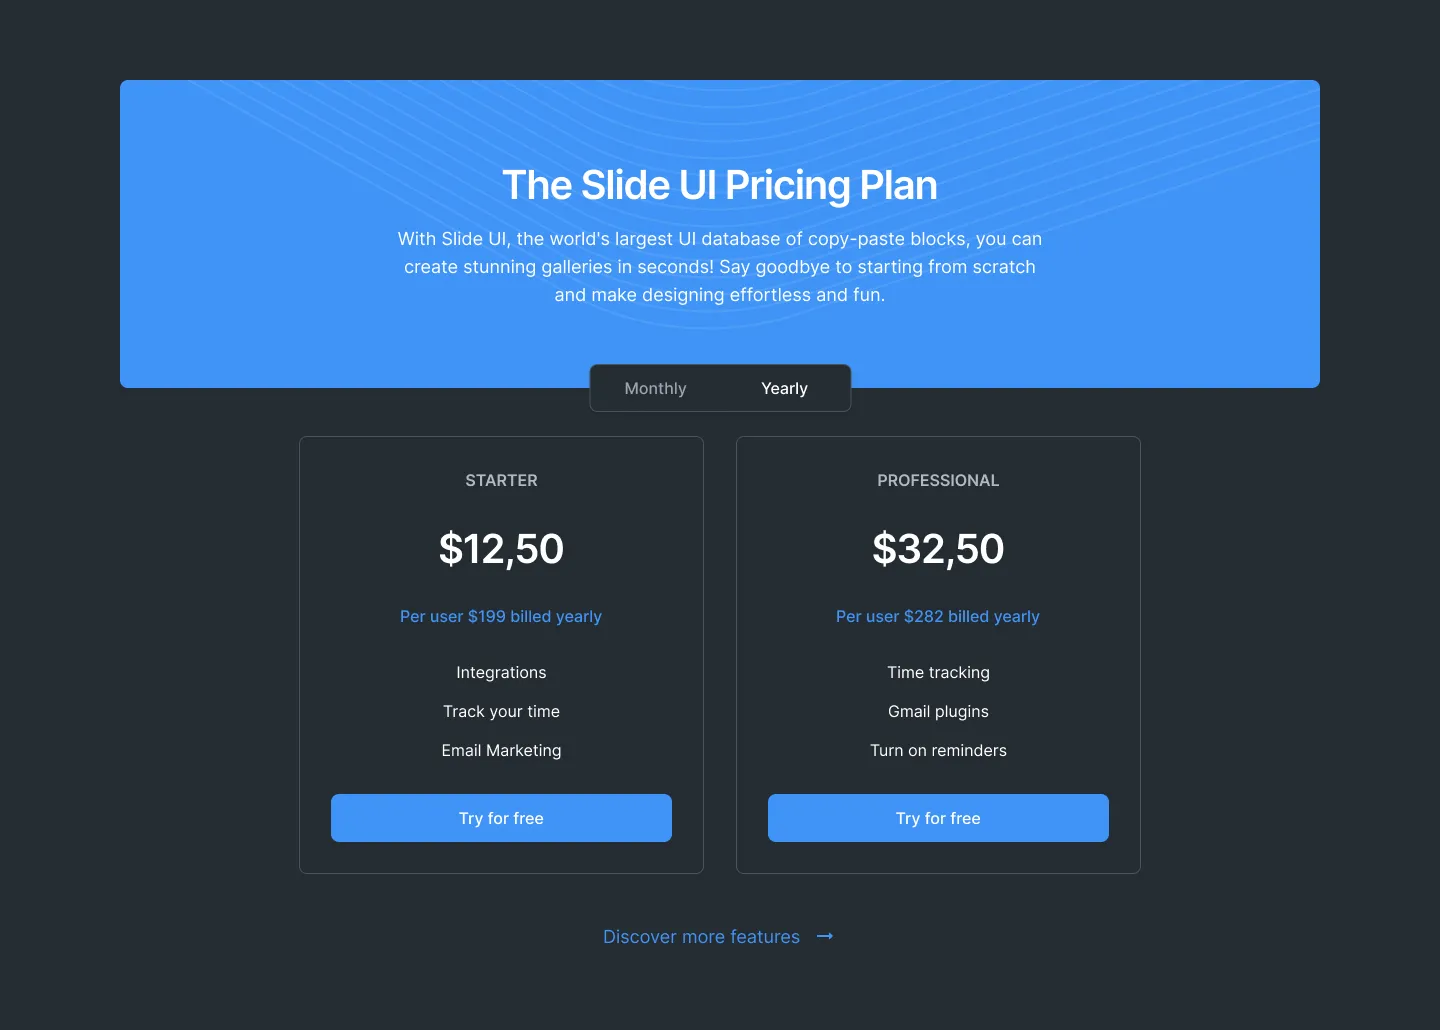 The Slide UI Pricing Plan
With Slide UI, the world's largest UI database of copy-paste blocks, you can
create stunning galleries in seconds! Say goodbye to starting from scratch
and make designing effortless and fun.
Monthly
Yearly
STARTER
$12,50
Per user $199 billed yearly
Integrations
Track your time
Email Marketing
Try for free
PROFESSIONAL
$32,50
Per user $282 billed yearly
Time tracking
Gmail plugins
Turn on reminders
Try for free
Discover more features